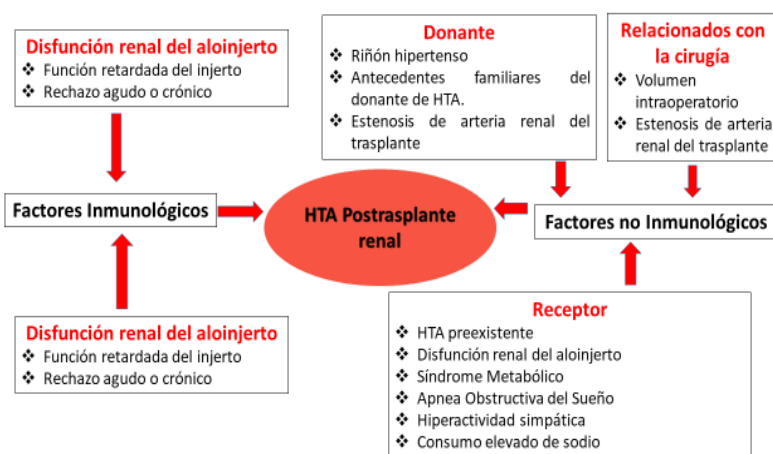 Disfunción renal del aloinjerto
❖ Función retardada del injerto
❖ Rechazo agudo o crónico
Donante
❖ Riñón hipertenso
❖ Antecedentes familiares del
donante de HTA.
❖ Estenosis de arteria renal del
trasplante
Relacionados con
la cirugía
❖ Volumen
intraoperatorio
❖ Estenosis de arteria
renal del trasplante
Factores Inmunológicos
HTA Postrasplante
renal
Factores no Inmunológicos
Disfunción renal del aloinjerto
❖ Función retardada del injerto
❖ Rechazo agudo o crónico
Receptor
❖ HTA preexistente
❖ Disfunción renal del aloinjerto
❖ Síndrome Metabólico
❖ Apnea Obstructiva del Sueño
❖ Hiperactividad simpática
❖ Consumo elevado de sodio